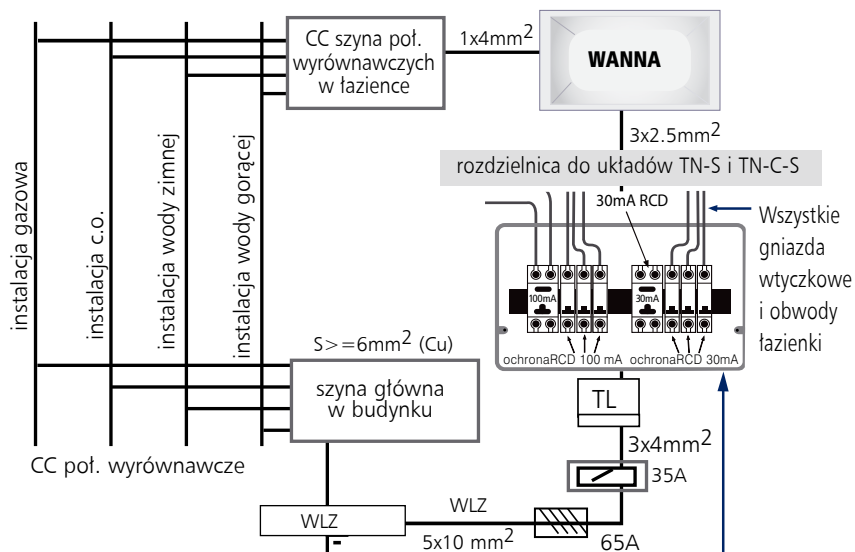 CC szyna poł.
wyrównawczych
w łazience
1x4mm2
WANNA
3x2.5mm2
rozdzielnica do układów TN-S i TN-C-S
30mA RCD
Wszystkie
gniazda
wtyczkowe
i obwody
łazienki
100mA
30mA
ochronaRCD 100 mA
ochronaRCD 30mA
instalacja gazowa
instalacja c.o.
instalacja wody zimnej
instalacja wody gorącej
S>=6mm2 (Cu)
szyna główna
w budynku
TL
3x4mm2
35A
CC poł. wyrównawcze
WLZ
WLZ
5x10 mm2
65A